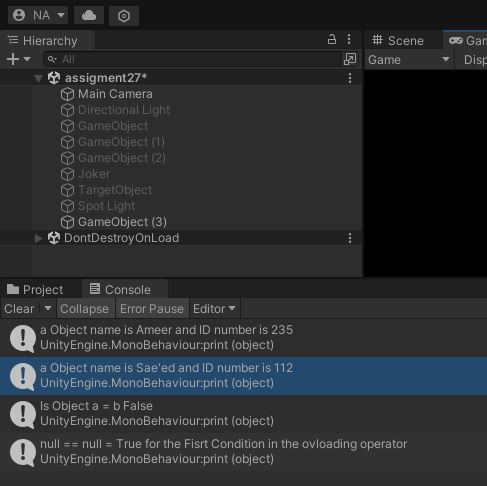 NA
Hierarchy
All
assigment27*
Main Camera
Directional Light
GameObject
GameObject (1)
GameObject (2)
Joker
TargetObject
Spot Light
GameObject (3)
DontDestroyOnLoad
Scene
Gam
Game
Disp
Project
Console
Clear
Collapse
Error Pause
Editor
a Object name is Ameer and ID number is 235
UnityEngine.MonoBehaviour:print (object)
a Object name is Sae'ed and ID number is 112
UnityEngine.MonoBehaviour:print (object)
Is Object a = b False
UnityEngine.MonoBehaviour:print (object)
null == null = True for the Fisrt Condition in the ovloading operator
UnityEngine.MonoBehaviour:print (object)